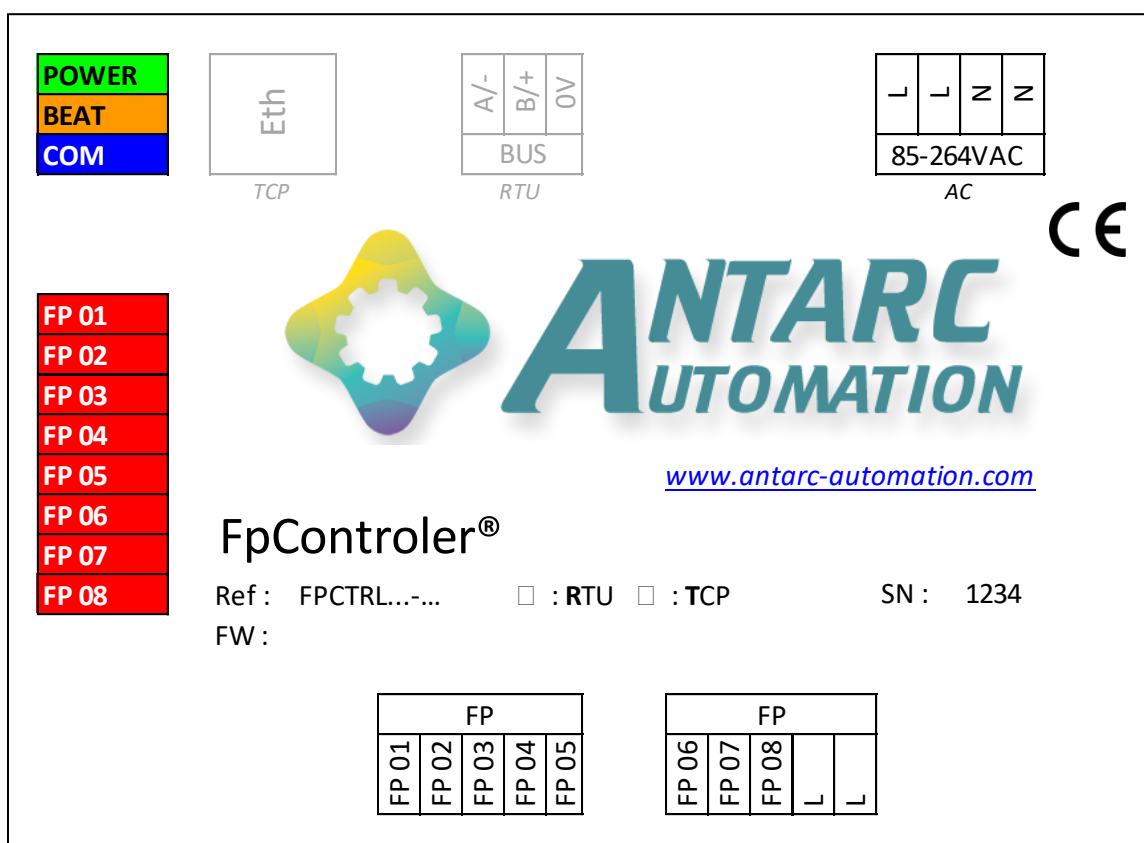 POWER
BEAT
COM
Eth
TCP
A/-
B/+
0V
BUS
RTU
L
L
N
N
85-264VAC
AC
CE
ANTARC
AUTOMATION
www.antarc-automation.com
FP 01
FP 02
FP 03
FP 04
FP 05
FP 06
FP 07
FP 08
FpControler®
Ref : FPCTRL...-... □ : RTU □ : TCP SN : 1234
FW :
FP
FP 01
FP 02
FP 03
FP 04
FP 05
FP
FP 06
FP 07
FP 08
L
L